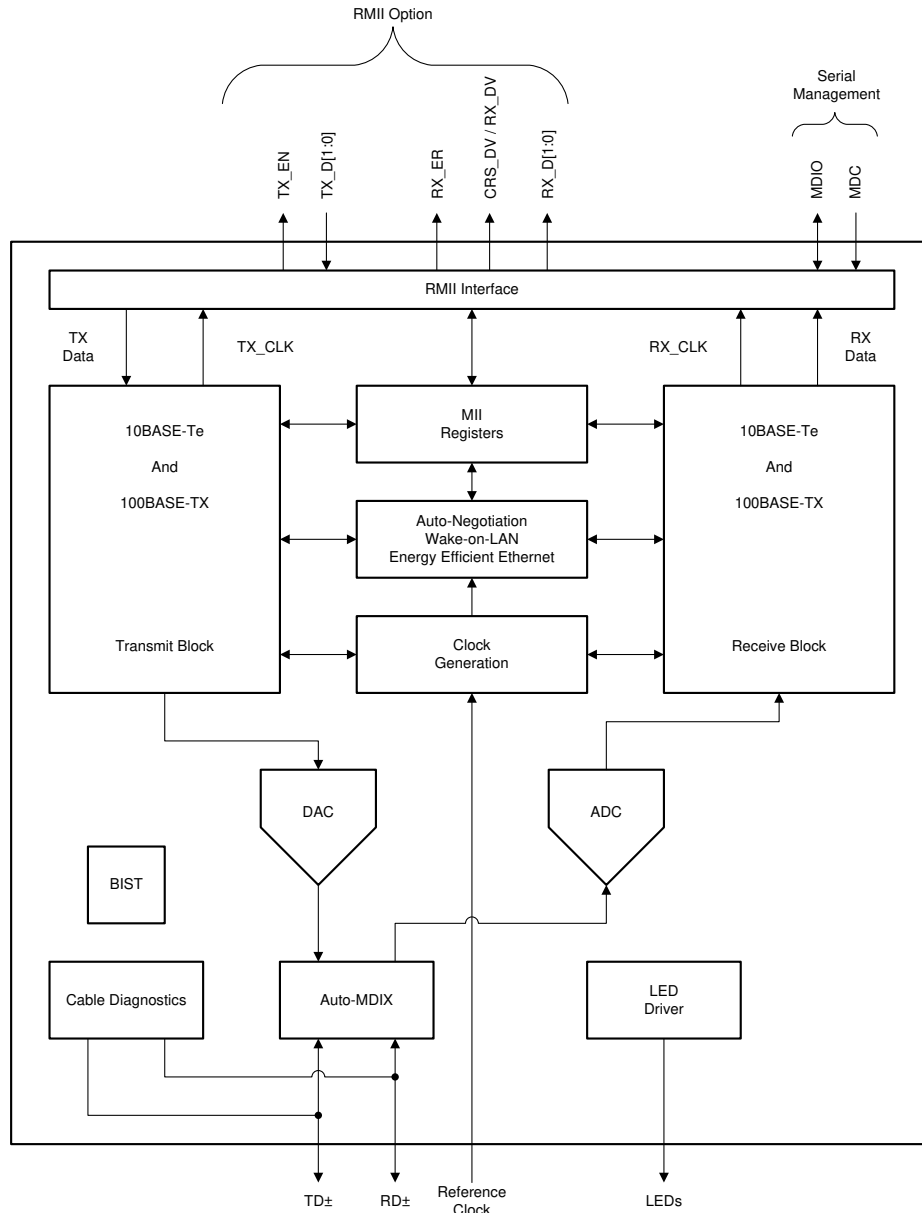 RMII Option
Serial
Management
TX_EN
TX_D[1:0]
RX_ER
CRS_DV / RX_DV
RX_D[1:0]
MDIO
MDC
RMII Interface
TX
Data
TX_CLK
RX_CLK
RX
Data
10BASE-Te
And
100BASE-TX
Transmit Block
MII
Registers
Auto-Negotiation
Wake-on-LAN
Energy Efficient Ethernet
Clock
Generation
10BASE-Te
And
100BASE-TX
Receive Block
DAC
ADC
BIST
Cable Diagnostics
Auto-MDIX
LED
Driver
TD±
RD±
Reference
Clock
LEDs